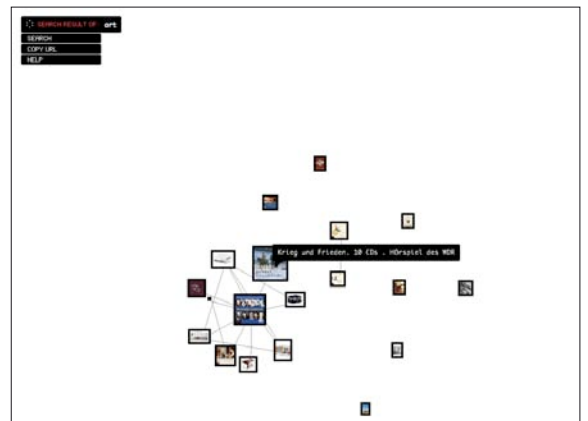 SEARCH RESULT OF art
SEARCH
COPY URL
HELP
Krieg und Frieden. 10 CDs . Hörspiel des WDR